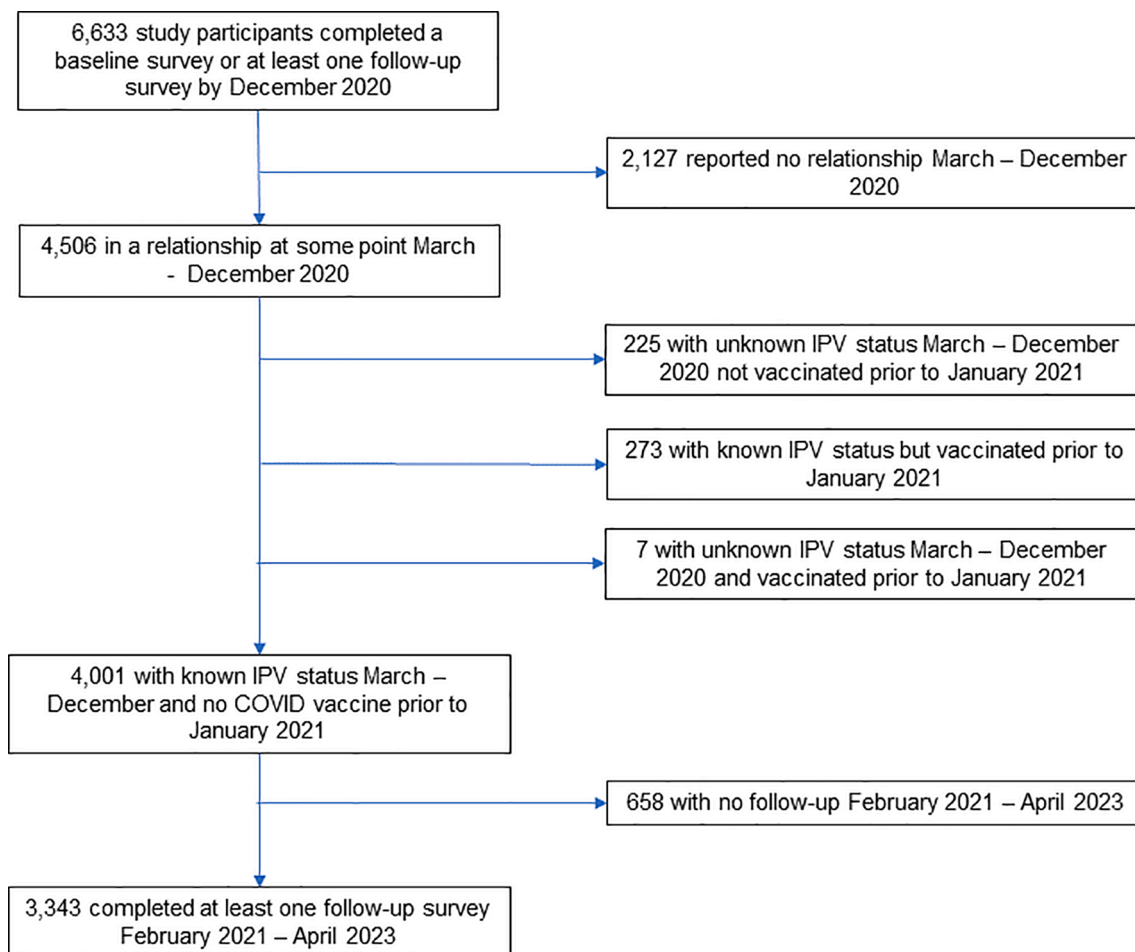 6,633 study participants completed a
baseline survey or at least one follow-up
survey by December 2020
2,127 reported no relationship March – December
2020
4,506 in a relationship at some point March
- December 2020
225 with unknown IPV status March – December
2020 not vaccinated prior to January 2021
273 with known IPV status but vaccinated prior to
January 2021
7 with unknown IPV status March – December
2020 and vaccinated prior to January 2021
4,001 with known IPV status March –
December and no COVID vaccine prior to
January 2021
658 with no follow-up February 2021 – April 2023
3,343 completed at least one follow-up survey
February 2021 – April 2023